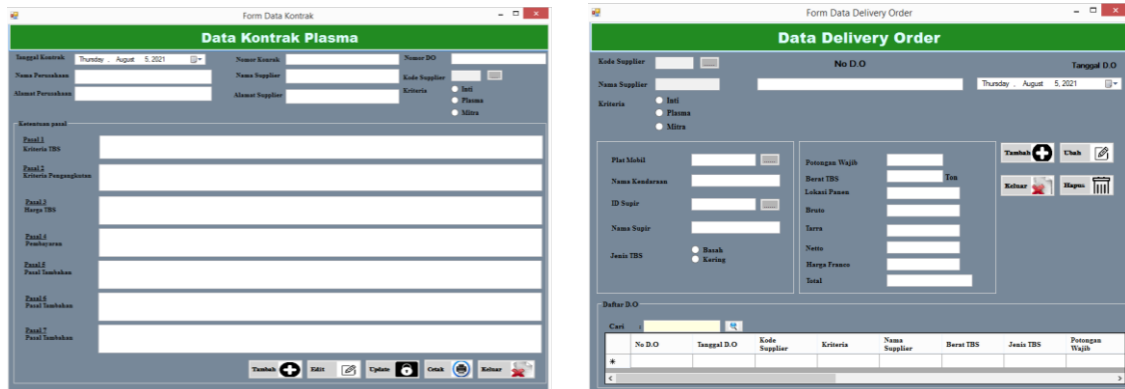 Form Data Kontrak
Data Kontrak Plasma
Tanggal Kontrak Thursday , August 5, 2021 Nomor Konrak Nomor DO
Nama Perusahaan Nama Supplier Kode Supplier
Alamat Perusahaan Alamat Supplier Kriteria Inti
Plasma
Mitra
Ketentuan pasal
Pasal 1
Kriteria TBS
Pasal 2
Kriteria Pengangkutan
Pasal 3
Harga TBS
Pasal 4
Pembayaran
Pasal 5
Pasal Tambahan
Pasal 6
Pasal Tambahan
Pasal 7
Pasal Tambahan
Tambah Edit Update Cetak Keluar
Form Data Delivery Order
Data Delivery Order
Kode Supplier No D.O Tanggal D.O
Nama Supplier Thursday , August 5, 2021
Kriteria Inti
Plasma
Mitra
Plat Mobil
Nama Kendaraan
ID Supir
Nama Supir
Jenis TBS Basah
Kering
Potongan Wajib
Berat TBS Ton
Lokasi Panen
Bruto
Tarra
Netto
Harga Franco
Total
Tambah Ubah
Keluar Hapus
Daftar D.O
Cari :
No D.O Tanggal D.O Kode Supplier Kriteria Nama Supplier Berat TBS Jenis TBS Potongan Wajib